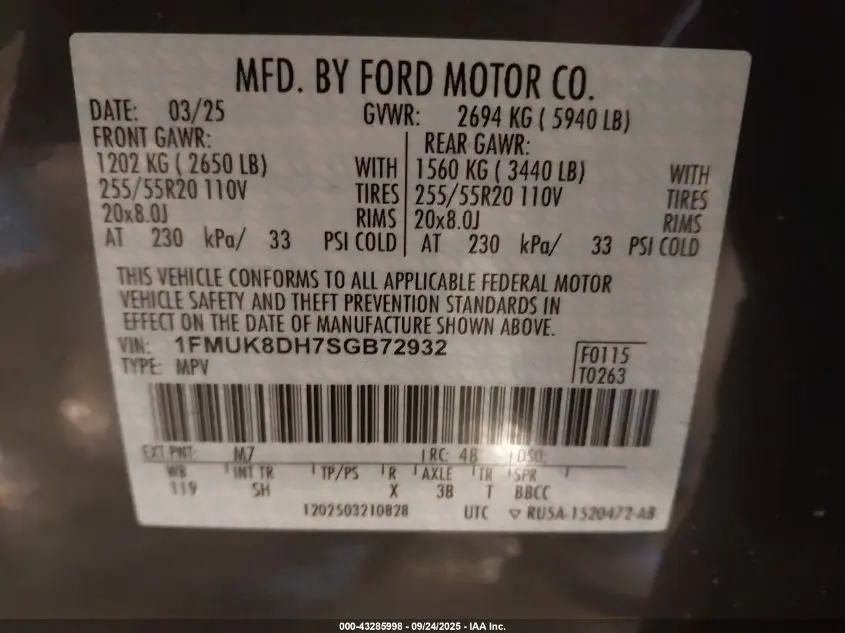 MFD. BY FORD MOTOR CO.
DATE: 03/25 GVWR: 2694 KG ( 5940 LB)
FRONT GAWR: REAR GAWR:
1202 KG ( 2650 LB) WITH 1560 KG ( 3440 LB) WITH
255/55R20 110V TIRES 255/55R20 110V TIRES
20x8.0J RIMS 20x8.0J RIMS
AT 230 kPa/ 33 PSI COLD AT 230 kPa/ 33 PSI COLD
THIS VEHICLE CONFORMS TO ALL APPLICABLE FEDERAL MOTOR
VEHICLE SAFETY AND THEFT PREVENTION STANDARDS IN
EFFECT ON THE DATE OF MANUFACTURE SHOWN ABOVE.
VIN: 1FMUK8DH7SGB72932
TYPE: MPV
F0115
T0263
EXT PNT: M7 RC: 48 DSO:
WB INT TR TP/PS R AXLE TR SPR
119 SH X 3B T BBCC
1202503210828 UTC ▽ RUSA-1520472-AB
000-43285998 - 09/24/2025 - IAA Inc.